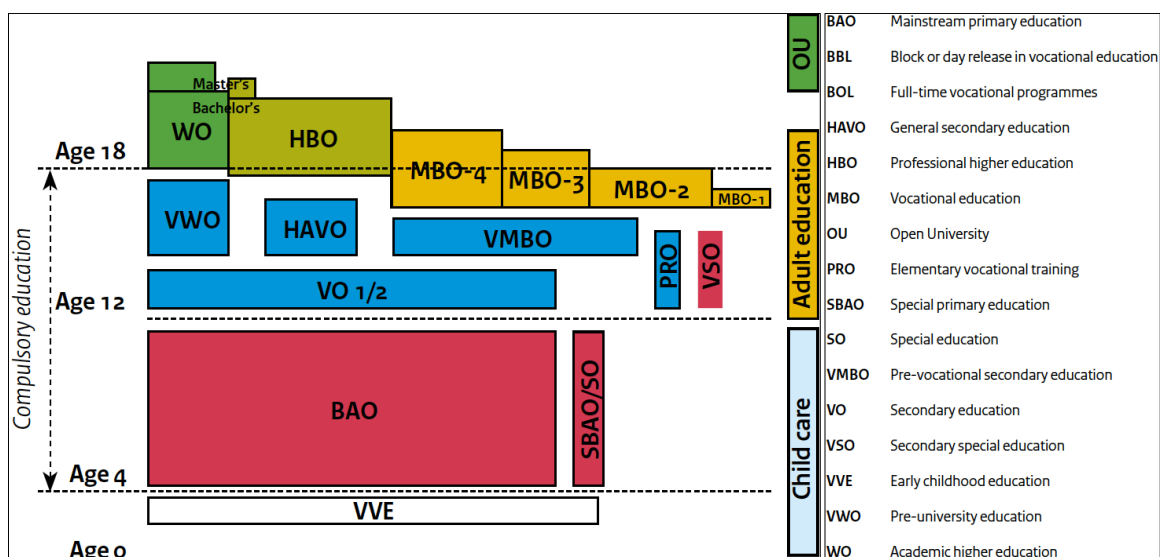 Master's
Bachelor's
WO
HBO
Age 18
MBO-4
MBO-3
MBO-2
MBO-1
VWO
HAVO
VMBO
PRO
VSO
VO 1/2
Age 12
Compulsory education
BAO
SBAO/SO
Age 4
VVE
Age 0
OU
Adult education
Child care
BAO Mainstream primary education
BBL Block or day release in vocational education
BOL Full-time vocational programmes
HAVO General secondary education
HBO Professional higher education
MBO Vocational education
OU Open University
PRO Elementary vocational training
SBAO Special primary education
SO Special education
VMBO Pre-vocational secondary education
VO Secondary education
VSO Secondary special education
VVE Early childhood education
VWO Pre-university education
WO Academic higher education